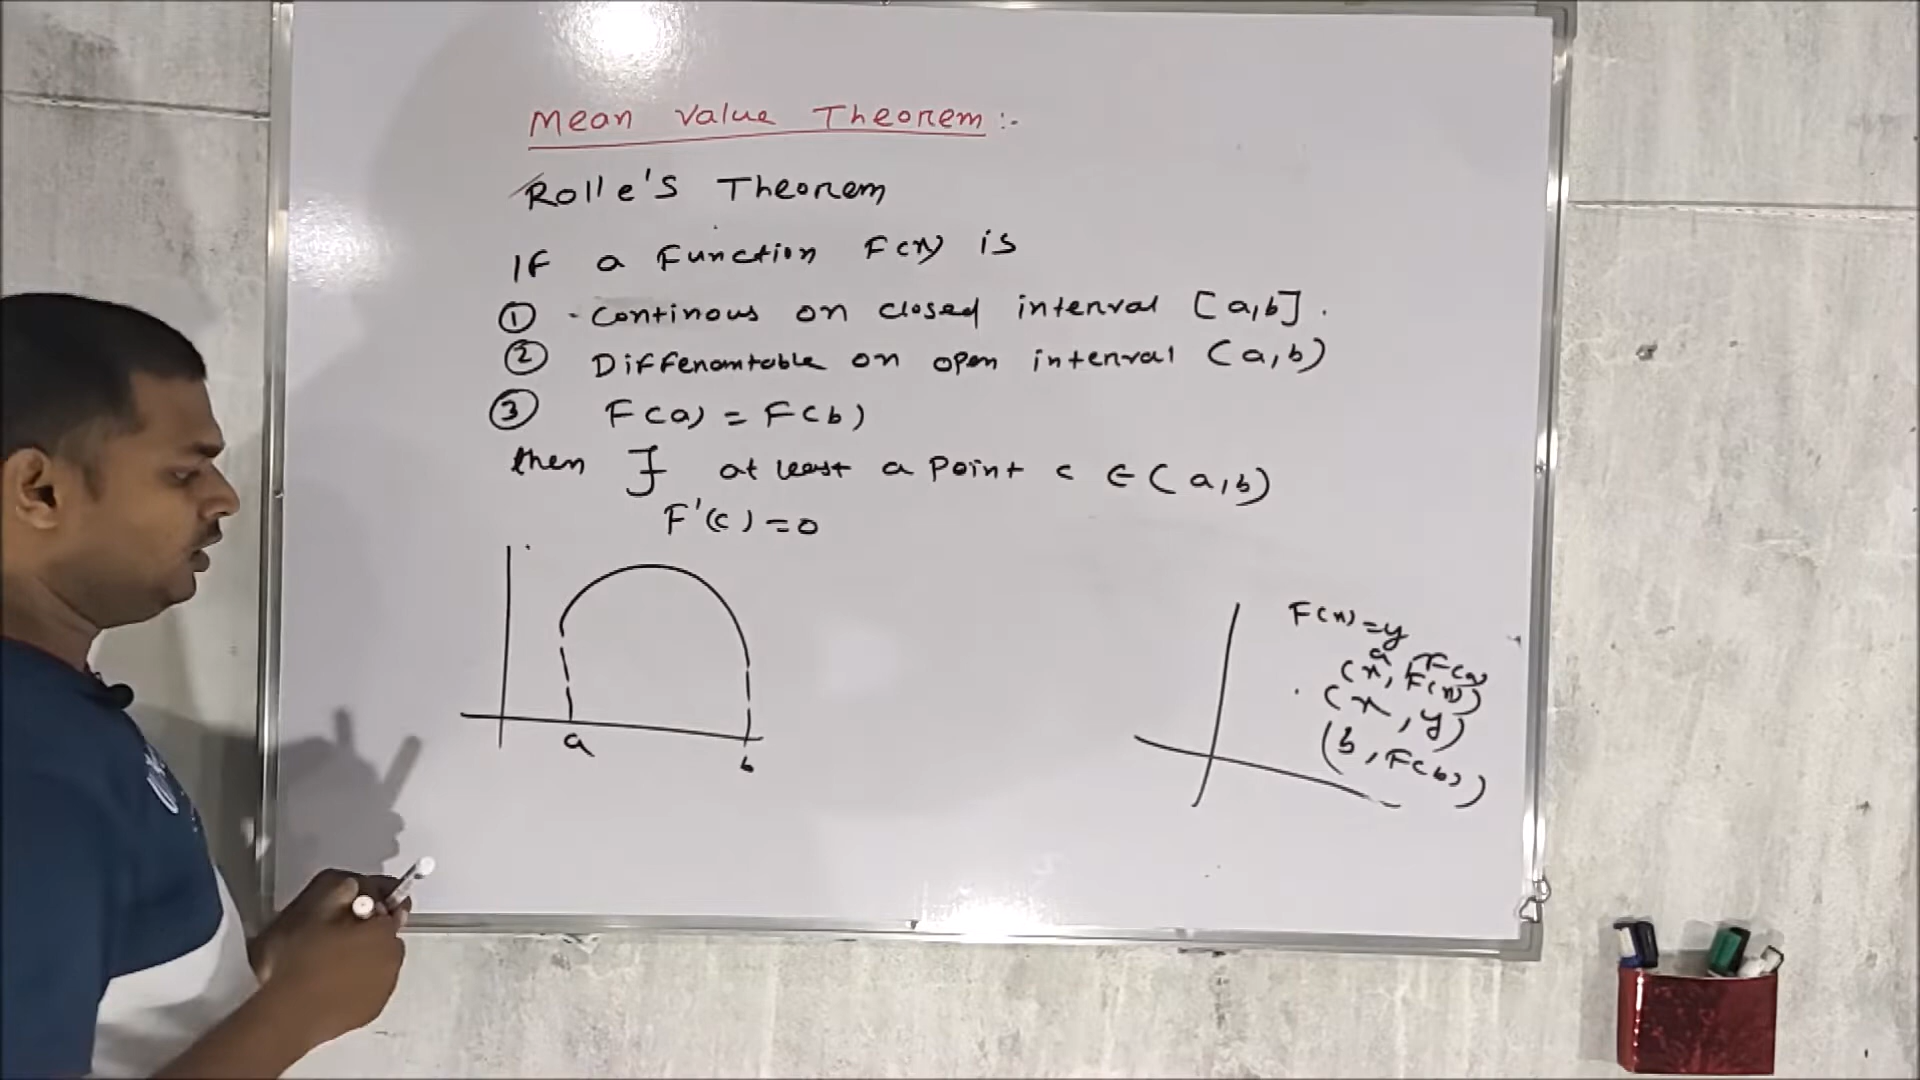 Mean Value Theorem :-
Rolle's Theorem
IF a Function F(x) is
① Continous on closed interval [a,b].
② Differentable on open interval (a,b)
③ F(a) = F(b)
then ∃ at least a point c ∈ (a,b)
F'(c) = 0
a
b
F(x) = y
a F(a)
(x, F(x))
(x, y)
(b, F(b))